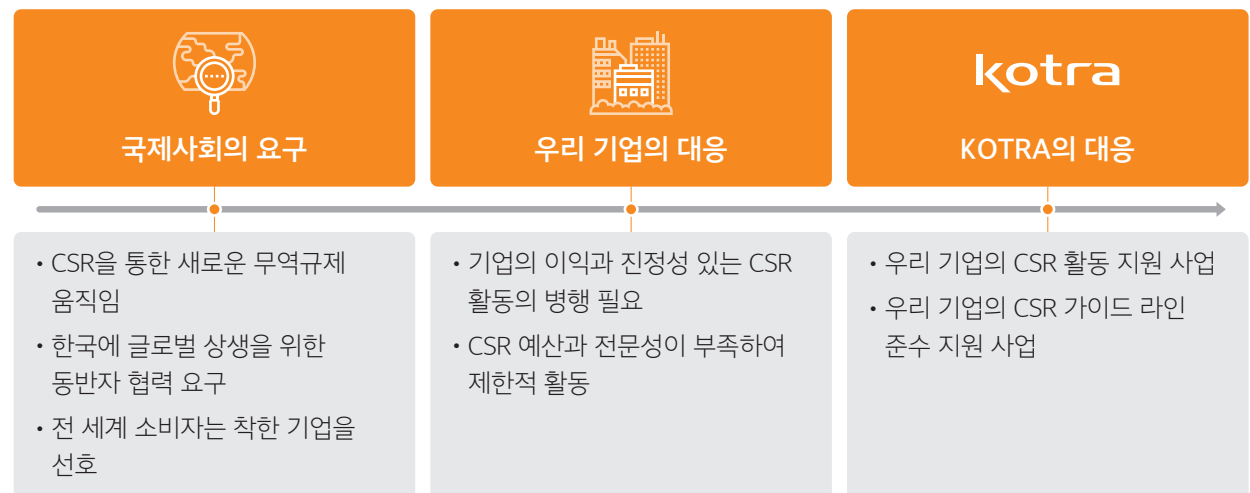 국제사회의 요구
• CSR을 통한 새로운 무역규제
움직임
• 한국에 글로벌 상생을 위한
동반자 협력 요구
• 전 세계 소비자는 착한 기업을
선호
우리 기업의 대응
• 기업의 이익과 진정성 있는 CSR
활동의 병행 필요
• CSR 예산과 전문성이 부족하여
제한적 활동
kotra
KOTRA의 대응
• 우리 기업의 CSR 활동 지원 사업
• 우리 기업의 CSR 가이드 라인
준수 지원 사업